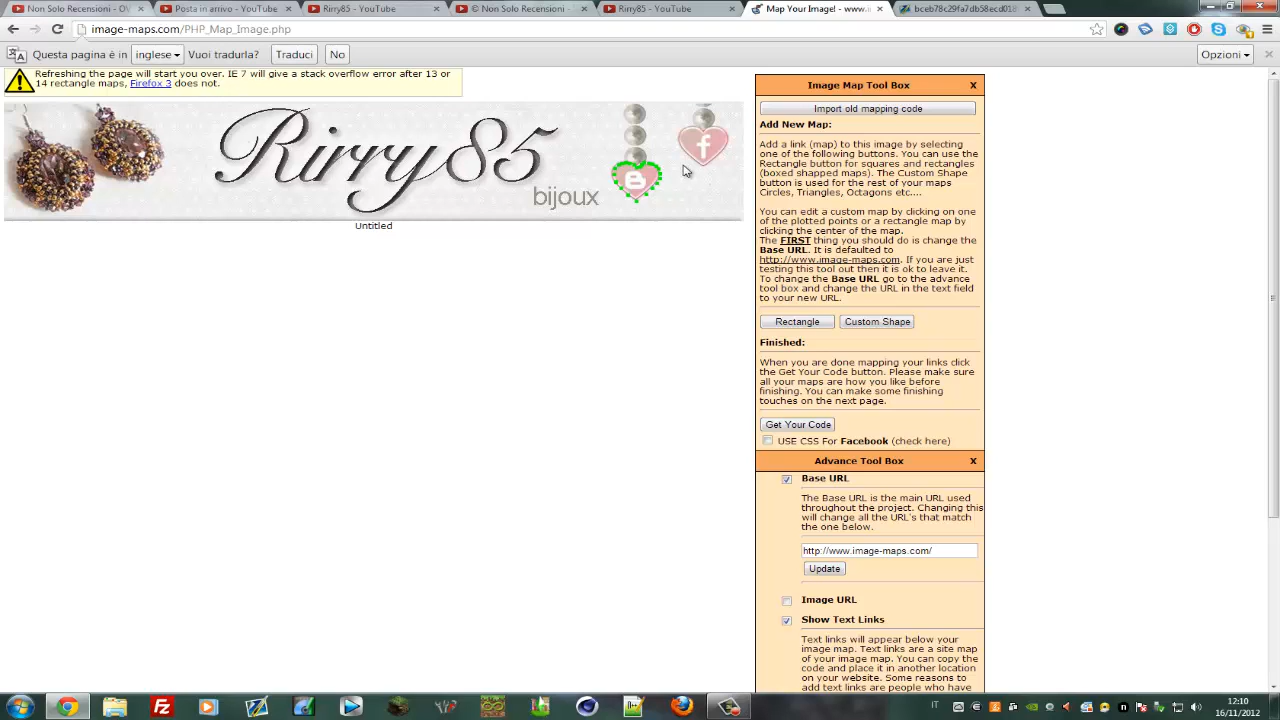 Non Solo Recensioni - OV
Posta in arrivo - YouTube
Rirry85 - YouTube
© Non Solo Recensioni -
Rirry85 - YouTube
Map Your Image! - www.i
bceb78c29fa7db58ecd018
image-maps.com/PHP_Map_Image.php
Questa pagina è in inglese Vuoi tradurla? Traduci No Opzioni
Refreshing the page will start you over. IE 7 will give a stack overflow error after 13 or
14 rectangle maps, Firefox 3 does not.
Rirry85
bijoux
f
Untitled
Image Map Tool Box X
Import old mapping code
Add New Map:
Add a link (map) to this image by selecting
one of the following buttons. You can use the
Rectangle button for squares and rectangles
(boxed shapped maps). The Custom Shape
button is used for the rest of your maps
Circles, Triangles, Octagons etc....
You can edit a custom map by clicking on one
of the plotted points or a rectangle map by
clicking the center of the map.
The FIRST thing you should do is change the
Base URL. It is defaulted to
http://www.image-maps.com. If you are just
testing this tool out then it is ok to leave it.
To change the Base URL go to the advance
tool box and change the URL in the text field
to your new URL.
Rectangle Custom Shape
Finished:
When you are done mapping your links click
the Get Your Code button. Please make sure
all your maps are how you like before
finishing. You can make some finishing
touches on the next page.
Get Your Code
USE CSS For Facebook (check here)
Advance Tool Box X
Base URL
The Base URL is the main URL used
throughout the project. Changing this
will change all the URL's that match
the one below.
http://www.image-maps.com/
Update
Image URL
Show Text Links
Text links will appear below your
image map. Text links are a site map
of your image map. You can copy the
code and place it in another location
on your website. Some reasons to
add text links are people who have
IT
12:10
16/11/2012